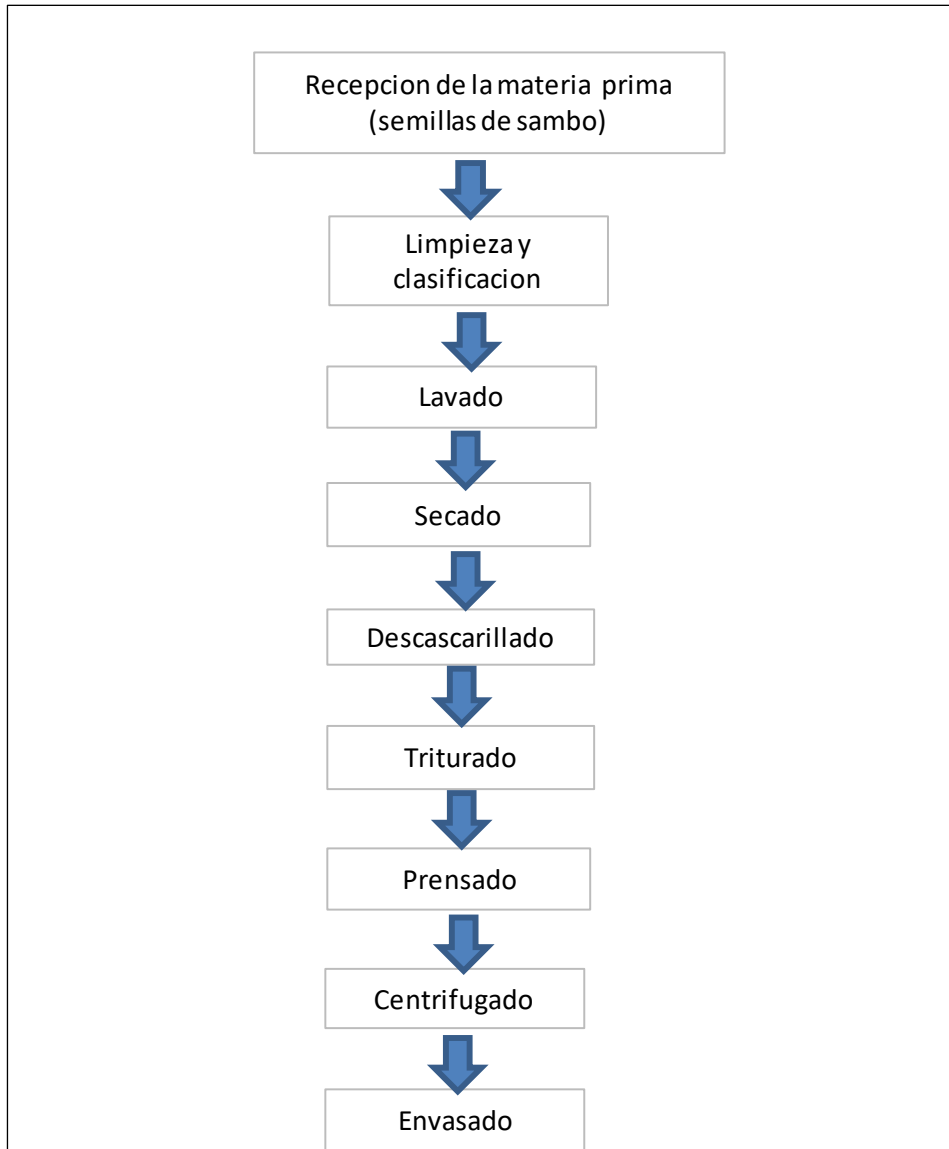 Recepcion de la materia prima
(semillas de sambo)
Limpieza y
clasificacion
Lavado
Secado
Descascarillado
Triturado
Prensado
Centrifugado
Envasado